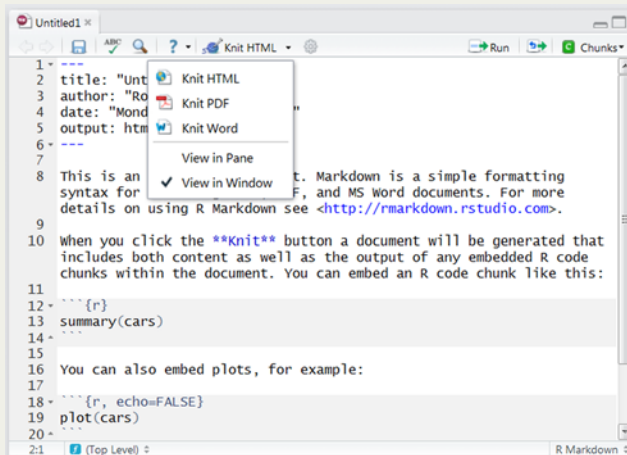 Untitled1 ×
ABC ? Knit HTML Run Chunks
1 ---
2 title: "Unt
3 author: "Ro
4 date: "Mond "
5 output: htm
6 ---
7
8 This is an t. Markdown is a simple formatting
syntax for F, and MS Word documents. For more
details on using R Markdown see <http://rmarkdown.rstudio.com>.
9
10 When you click the **Knit** button a document will be generated that
includes both content as well as the output of any embedded R code
chunks within the document. You can embed an R code chunk like this:
11
12 ```{r}
13 summary(cars)
14 ```
15
16 You can also embed plots, for example:
17
18 ```{r, echo=FALSE}
19 plot(cars)
20 ```
Knit HTML
Knit PDF
Knit Word
View in Pane
✔ View in Window
2:1 (Top Level) R Markdown